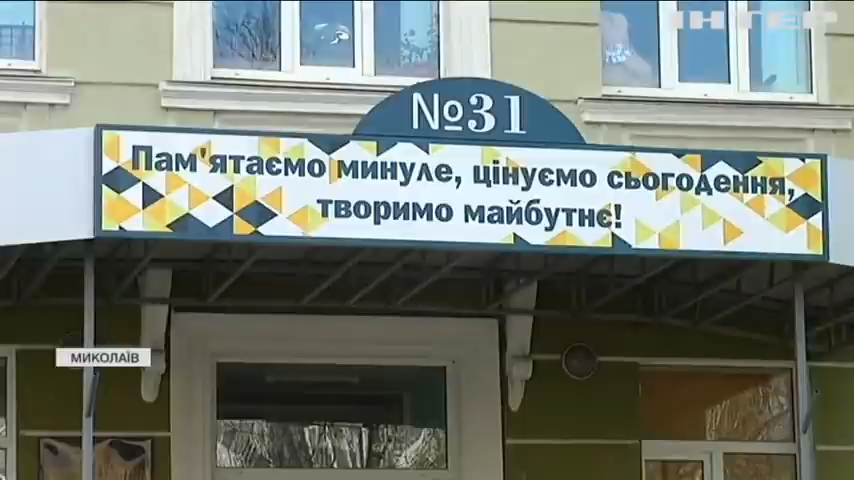 ІНТЕР
№31
Пам'ятаємо минуле, цінуємо сьогодення,
творимо майбутнє!
МИКОЛАЇВ